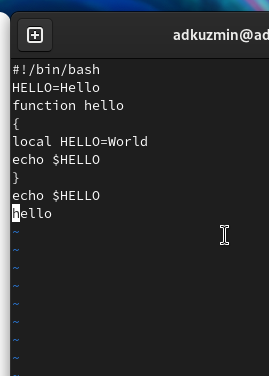 adkuzmin@ad
#!/bin/bash
HELLO=Hello
function hello
{
local HELLO=World
echo $HELLO
}
echo $HELLO
hello
~
~
~
~
~
~
~
~
~